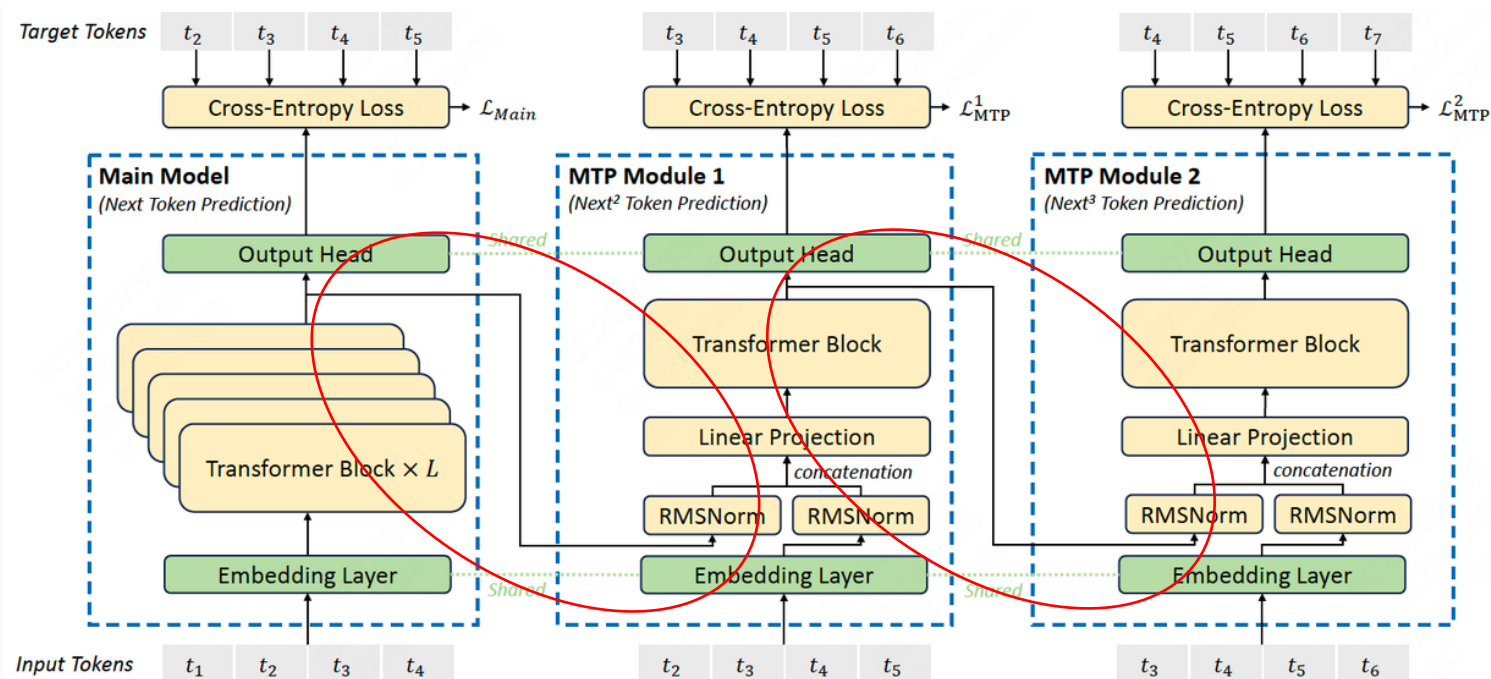 Target Tokens t₂ t₃ t₄ t₅ t₃ t₄ t₅ t₆ t₄ t₅ t₆ t₇
Cross-Entropy Loss ℒ_Main Cross-Entropy Loss ℒ¹_MTP Cross-Entropy Loss ℒ²_MTP
Main Model MTP Module 1 MTP Module 2
(Next Token Prediction) (Next² Token Prediction) (Next³ Token Prediction)
Output Head Shared Output Head Shared Output Head
Transformer Block Transformer Block
Linear Projection Linear Projection
Transformer Block × L concatenation concatenation
RMSNorm RMSNorm RMSNorm RMSNorm
Embedding Layer Shared Embedding Layer Shared Embedding Layer
Input Tokens t₁ t₂ t₃ t₄ t₂ t₃ t₄ t₅ t₃ t₄ t₅ t₆